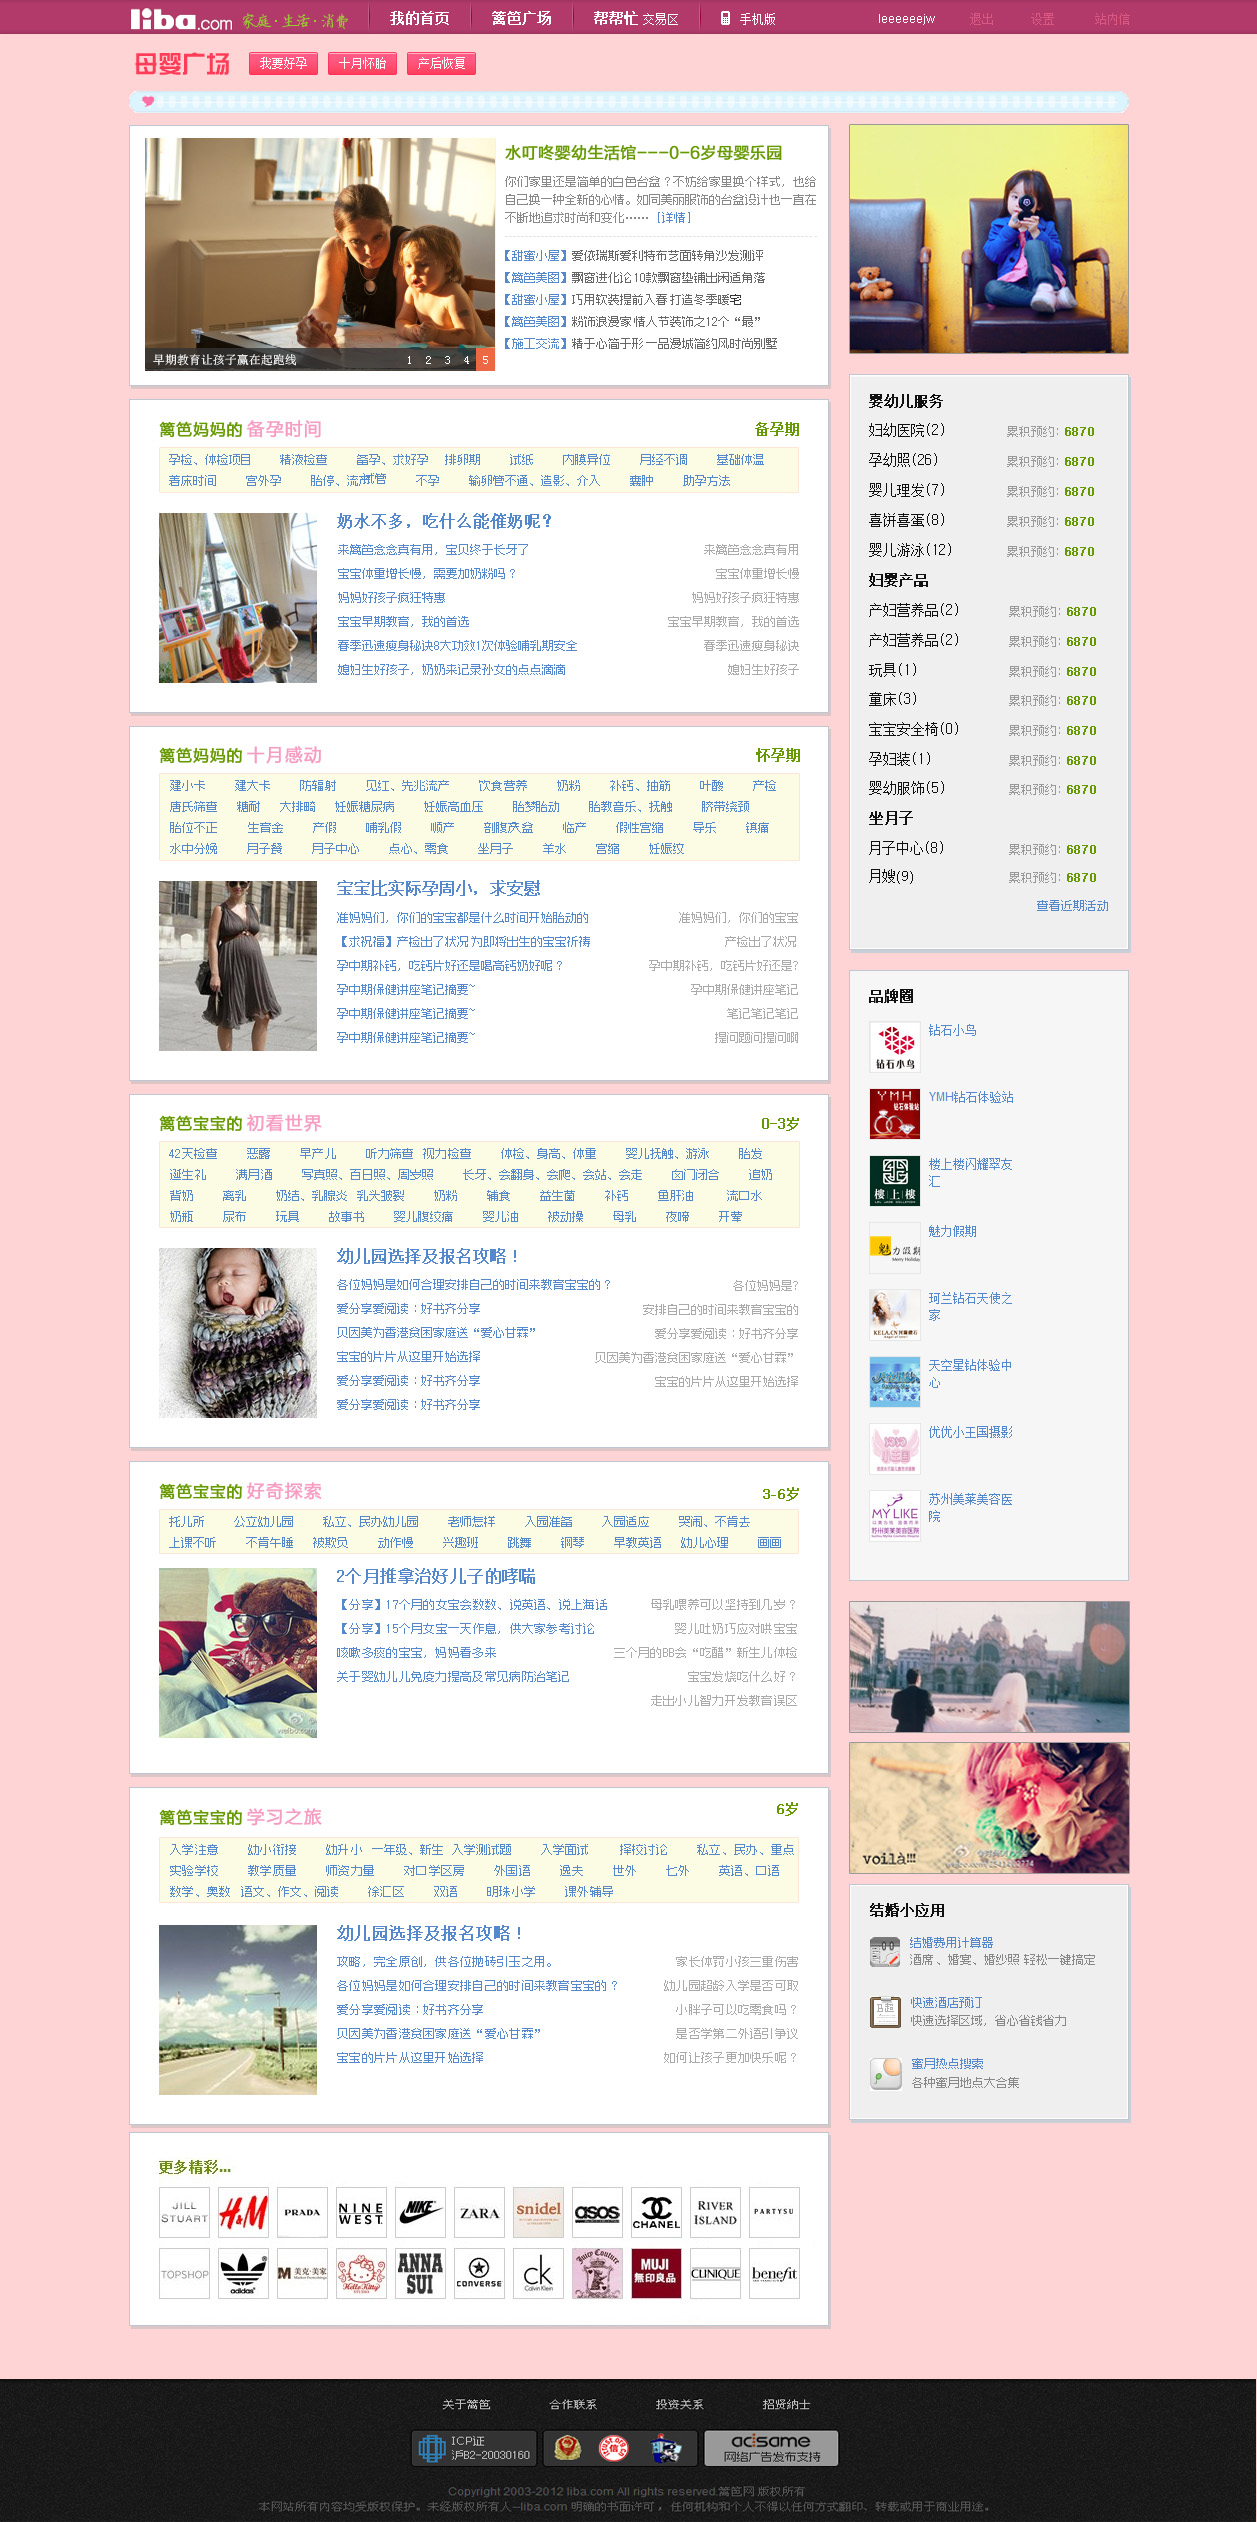 liba.com 家庭·生活·消费 我的首页 篱笆广场 帮帮忙 交易区 手机版 leeeeeejw 退出 设置 站内信
母婴广场 我要好孕 十月怀胎 产后恢复
水叮咚婴幼生活馆---0-6岁母婴乐园
你们家里还是简单的白色台盆？不妨给家里换个样式，也给
自己换一种全新的心情。如同美丽服饰的台盆设计也一直在
不断地追求时尚和变化…… [详情]
【甜蜜小屋】爱依瑞斯爱利特布艺面转角沙发测评
【篱笆美图】飘窗进化论 10款飘窗垫铺出闲适角落
【甜蜜小屋】巧用软装提前入春 打造冬季暖宅
【篱笆美图】粉饰浪漫家 情人节装饰之12个“最”
【施工交流】精于心简于形 一品漫城简约风时尚别墅
早期教育让孩子赢在起跑线 1 2 3 4 5
篱笆妈妈的 备孕时间 备孕期
孕检、体检项目 精液检查 备孕、求好孕 排卵期 试纸 内膜异位 月经不调 基础体温
着床时间 宫外孕 胎停、流产 试管 不孕 输卵管不通、造影、介入 囊肿 助孕方法
奶水不多，吃什么能催奶呢？
来篱笆念念真有用，宝贝终于长牙了 来篱笆念念真有用
宝宝体重增长慢，需要加奶粉吗？ 宝宝体重增长慢
妈妈好孩子疯狂特惠 妈妈好孩子疯狂特惠
宝宝早期教育，我的首选 宝宝早期教育，我的首选
春季迅速瘦身秘诀8大功效1次体验哺乳期安全 春季迅速瘦身秘诀
媳妇生好孩子，奶奶来记录孙女的点点滴滴 媳妇生好孩子
篱笆妈妈的 十月感动 怀孕期
建小卡 建大卡 防辐射 见红、先兆流产 饮食营养 奶粉 补钙、抽筋 叶酸 产检
唐氏筛查 糖耐 大排畸 妊娠糖尿病 妊娠高血压 胎梦胎动 胎教音乐、抚触 脐带绕颈
胎位不正 生育金 产假 哺乳假 顺产 剖腹产 入盆 临产 假性宫缩 导乐 镇痛
水中分娩 月子餐 月子中心 点心、零食 坐月子 羊水 宫缩 妊娠纹
宝宝比实际孕周小，求安慰
准妈妈们，你们的宝宝都是什么时间开始胎动的 准妈妈们，你们的宝宝
【求祝福】产检出了状况 为即将出生的宝宝祈祷 产检出了状况
孕中期补钙，吃钙片好还是喝高钙奶好呢？ 孕中期补钙，吃钙片好还是?
孕中期保健讲座笔记摘要~ 孕中期保健讲座笔记
孕中期保健讲座笔记摘要~ 笔记笔记笔记
孕中期保健讲座笔记摘要~ 提问题问提问啊
篱笆宝宝的 初看世界 0-3岁
42天检查 恶露 早产儿 听力筛查 视力检查 体检、身高、体重 婴儿抚触、游泳 胎发
诞生礼 满月酒 写真照、百日照、周岁照 长牙、会翻身、会爬、会站、会走 囟门闭合 追奶
背奶 离乳 奶结、乳腺炎 乳头皲裂 奶粉 辅食 益生菌 补钙 鱼肝油 流口水
奶瓶 尿布 玩具 故事书 婴儿腹绞痛 婴儿油 被动操 母乳 夜啼 开荤
幼儿园选择及报名攻略！
各位妈妈是如何合理安排自己的时间来教育宝宝的？ 各位妈妈是?
爱分享爱阅读：好书齐分享 安排自己的时间来教育宝宝的
贝因美为香港贫困家庭送“爱心甘霖” 爱分享爱阅读：好书齐分享
宝宝的片片从这里开始选择 贝因美为香港贫困家庭送“爱心甘霖”
爱分享爱阅读：好书齐分享 宝宝的片片从这里开始选择
爱分享爱阅读：好书齐分享
篱笆宝宝的 好奇探索 3-6岁
托儿所 公立幼儿园 私立、民办幼儿园 老师怎样 入园准备 入园适应 哭闹、不肯去
上课不听 不肯午睡 被欺负 动作慢 兴趣班 跳舞 钢琴 早教英语 幼儿心理 画画
2个月推拿治好儿子的哮喘
【分享】17个月的女宝会数数、说英语、说上海话 母乳喂养可以坚持到几岁？
【分享】15个月女宝一天作息，供大家参考讨论 婴儿吐奶巧应对哄宝宝
咳嗽多痰的宝宝，妈妈看多来 三个月的BB会“吃醋”新生儿体检
关于婴幼儿儿免疫力提高及常见病防治笔记 宝宝发烧吃什么好？
走出小儿智力开发教育误区
weibo.com
篱笆宝宝的 学习之旅 6岁
入学注意 幼小衔接 幼升小 一年级、新生 入学测试题 入学面试 择校讨论 私立、民办、重点
实验学校 教学质量 师资力量 对口学区房 外国语 逸夫 世外 七外 英语、口语
数学、奥数 语文、作文、阅读 徐汇区 双语 明珠小学 课外辅导
幼儿园选择及报名攻略！
攻略，完全原创，供各位抛砖引玉之用。 家长体罚小孩三重伤害
各位妈妈是如何合理安排自己的时间来教育宝宝的？ 幼儿园超龄入学是否可取
爱分享爱阅读：好书齐分享 小胖子可以吃零食吗？
贝因美为香港贫困家庭送“爱心甘霖” 是否学第二外语引争议
宝宝的片片从这里开始选择 如何让孩子更加快乐呢？
更多精彩...
JILL STUART H&M PRADA NINE WEST NIKE ZARA snidel asos CHANEL RIVER ISLAND PARTYSU
TOPSHOP adidas 美克·美家 Hello Kitty ANNA SUI CONVERSE ck Calvin Klein Juicy Couture MUJI 無印良品 CLINIQUE benefit
婴幼儿服务
妇幼医院(2) 累积预约：6870
孕幼照(26) 累积预约：6870
婴儿理发(7) 累积预约：6870
喜饼喜蛋(8) 累积预约：6870
婴儿游泳(12) 累积预约：6870
妇婴产品
产妇营养品(2) 累积预约：6870
产妇营养品(2) 累积预约：6870
玩具(1) 累积预约：6870
童床(3) 累积预约：6870
宝宝安全椅(0) 累积预约：6870
孕妇装(1) 累积预约：6870
婴幼服饰(5) 累积预约：6870
坐月子
月子中心(8) 累积预约：6870
月嫂(9) 累积预约：6870
查看近期活动
品牌圈
钻石小鸟 钻石小鸟
YMH 钻石体验站 YMH钻石体验站
楼上楼 楼上楼闪耀翠友
汇
魅力假期 Merry Holiday 魅力假期
KELA.CN 珂兰钻石 珂兰钻石天使之
家
天空星钻体验中
心
小王国 优优小王国摄影
MYLIKE 苏州美莱美容医院 苏州美莱美容医
院
voilà!!!
结婚小应用
结婚费用计算器
酒席、婚宴、婚纱照 轻松一键搞定
快速酒店预订
快速选择区域，省心省钱省力
蜜月热点搜索
各种蜜月地点大合集
关于篱笆 合作联系 投资关系 招贤纳士
ICP证
沪B2-20030160
acisame
网络广告发布支持
Copyright 2003-2012 liba.com All rights reserved.篱笆网 版权所有
本网站所有内容均受版权保护。未经版权所有人-liba.com 明确的书面许可，任何机构和个人不得以任何方式翻印、转载或用于商业用途。